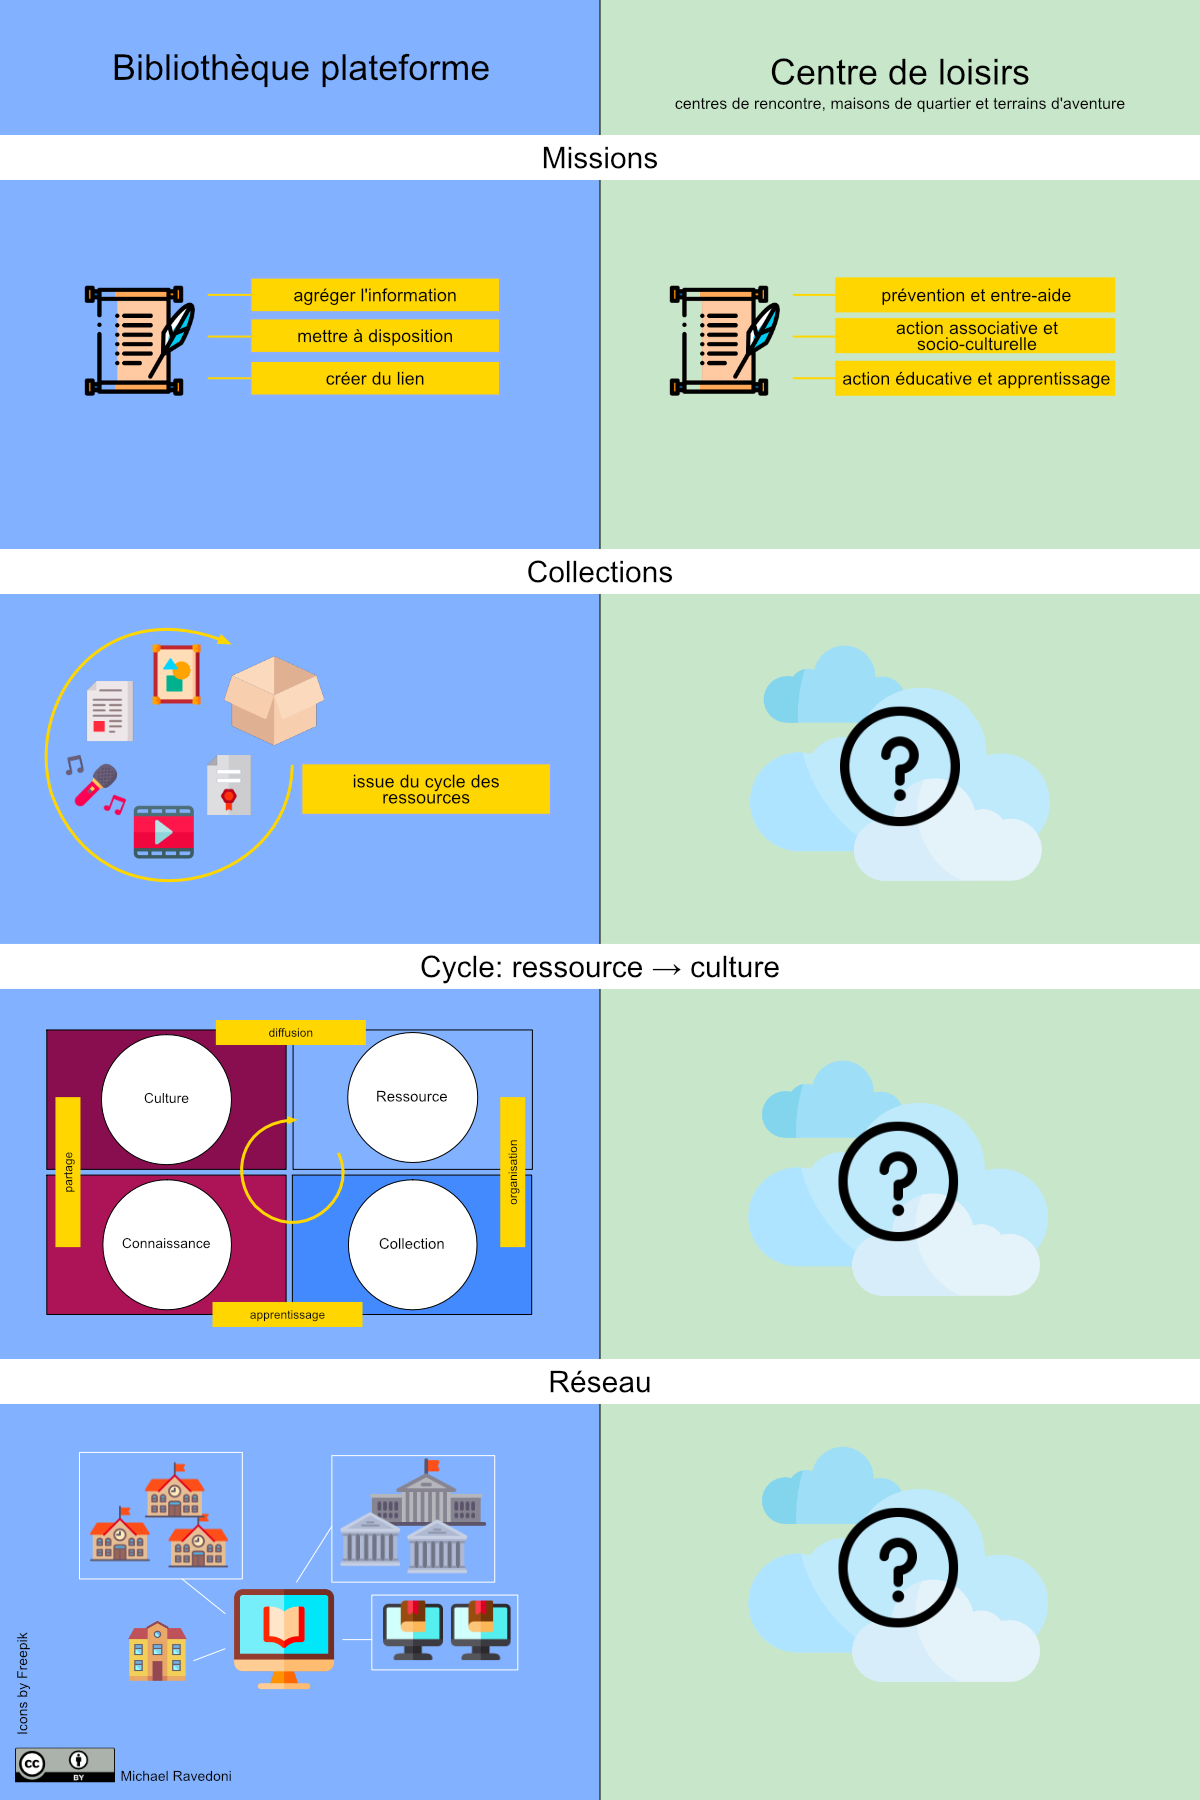 Bibliothèque plateforme
Centre de loisirs
centres de rencontre, maisons de quartier et terrains d'aventure
Missions
agréger l'information
mettre à disposition
créer du lien
prévention et entre-aide
action associative et
socio-culturelle
action éducative et apprentissage
Collections
issue du cycle des
ressources
?
Cycle: ressource → culture
diffusion
Culture
Ressource
partage
organisation
Connaissance
Collection
apprentissage
?
Réseau
?
Icons by Freepik
cc
BY
Michael Ravedoni